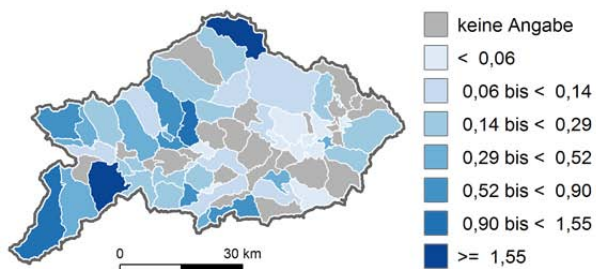 keine Angabe
< 0,06
0,06 bis < 0,14
0,14 bis < 0,29
0,29 bis < 0,52
0,52 bis < 0,90
0,90 bis < 1,55
>= 1,55
0 30 km